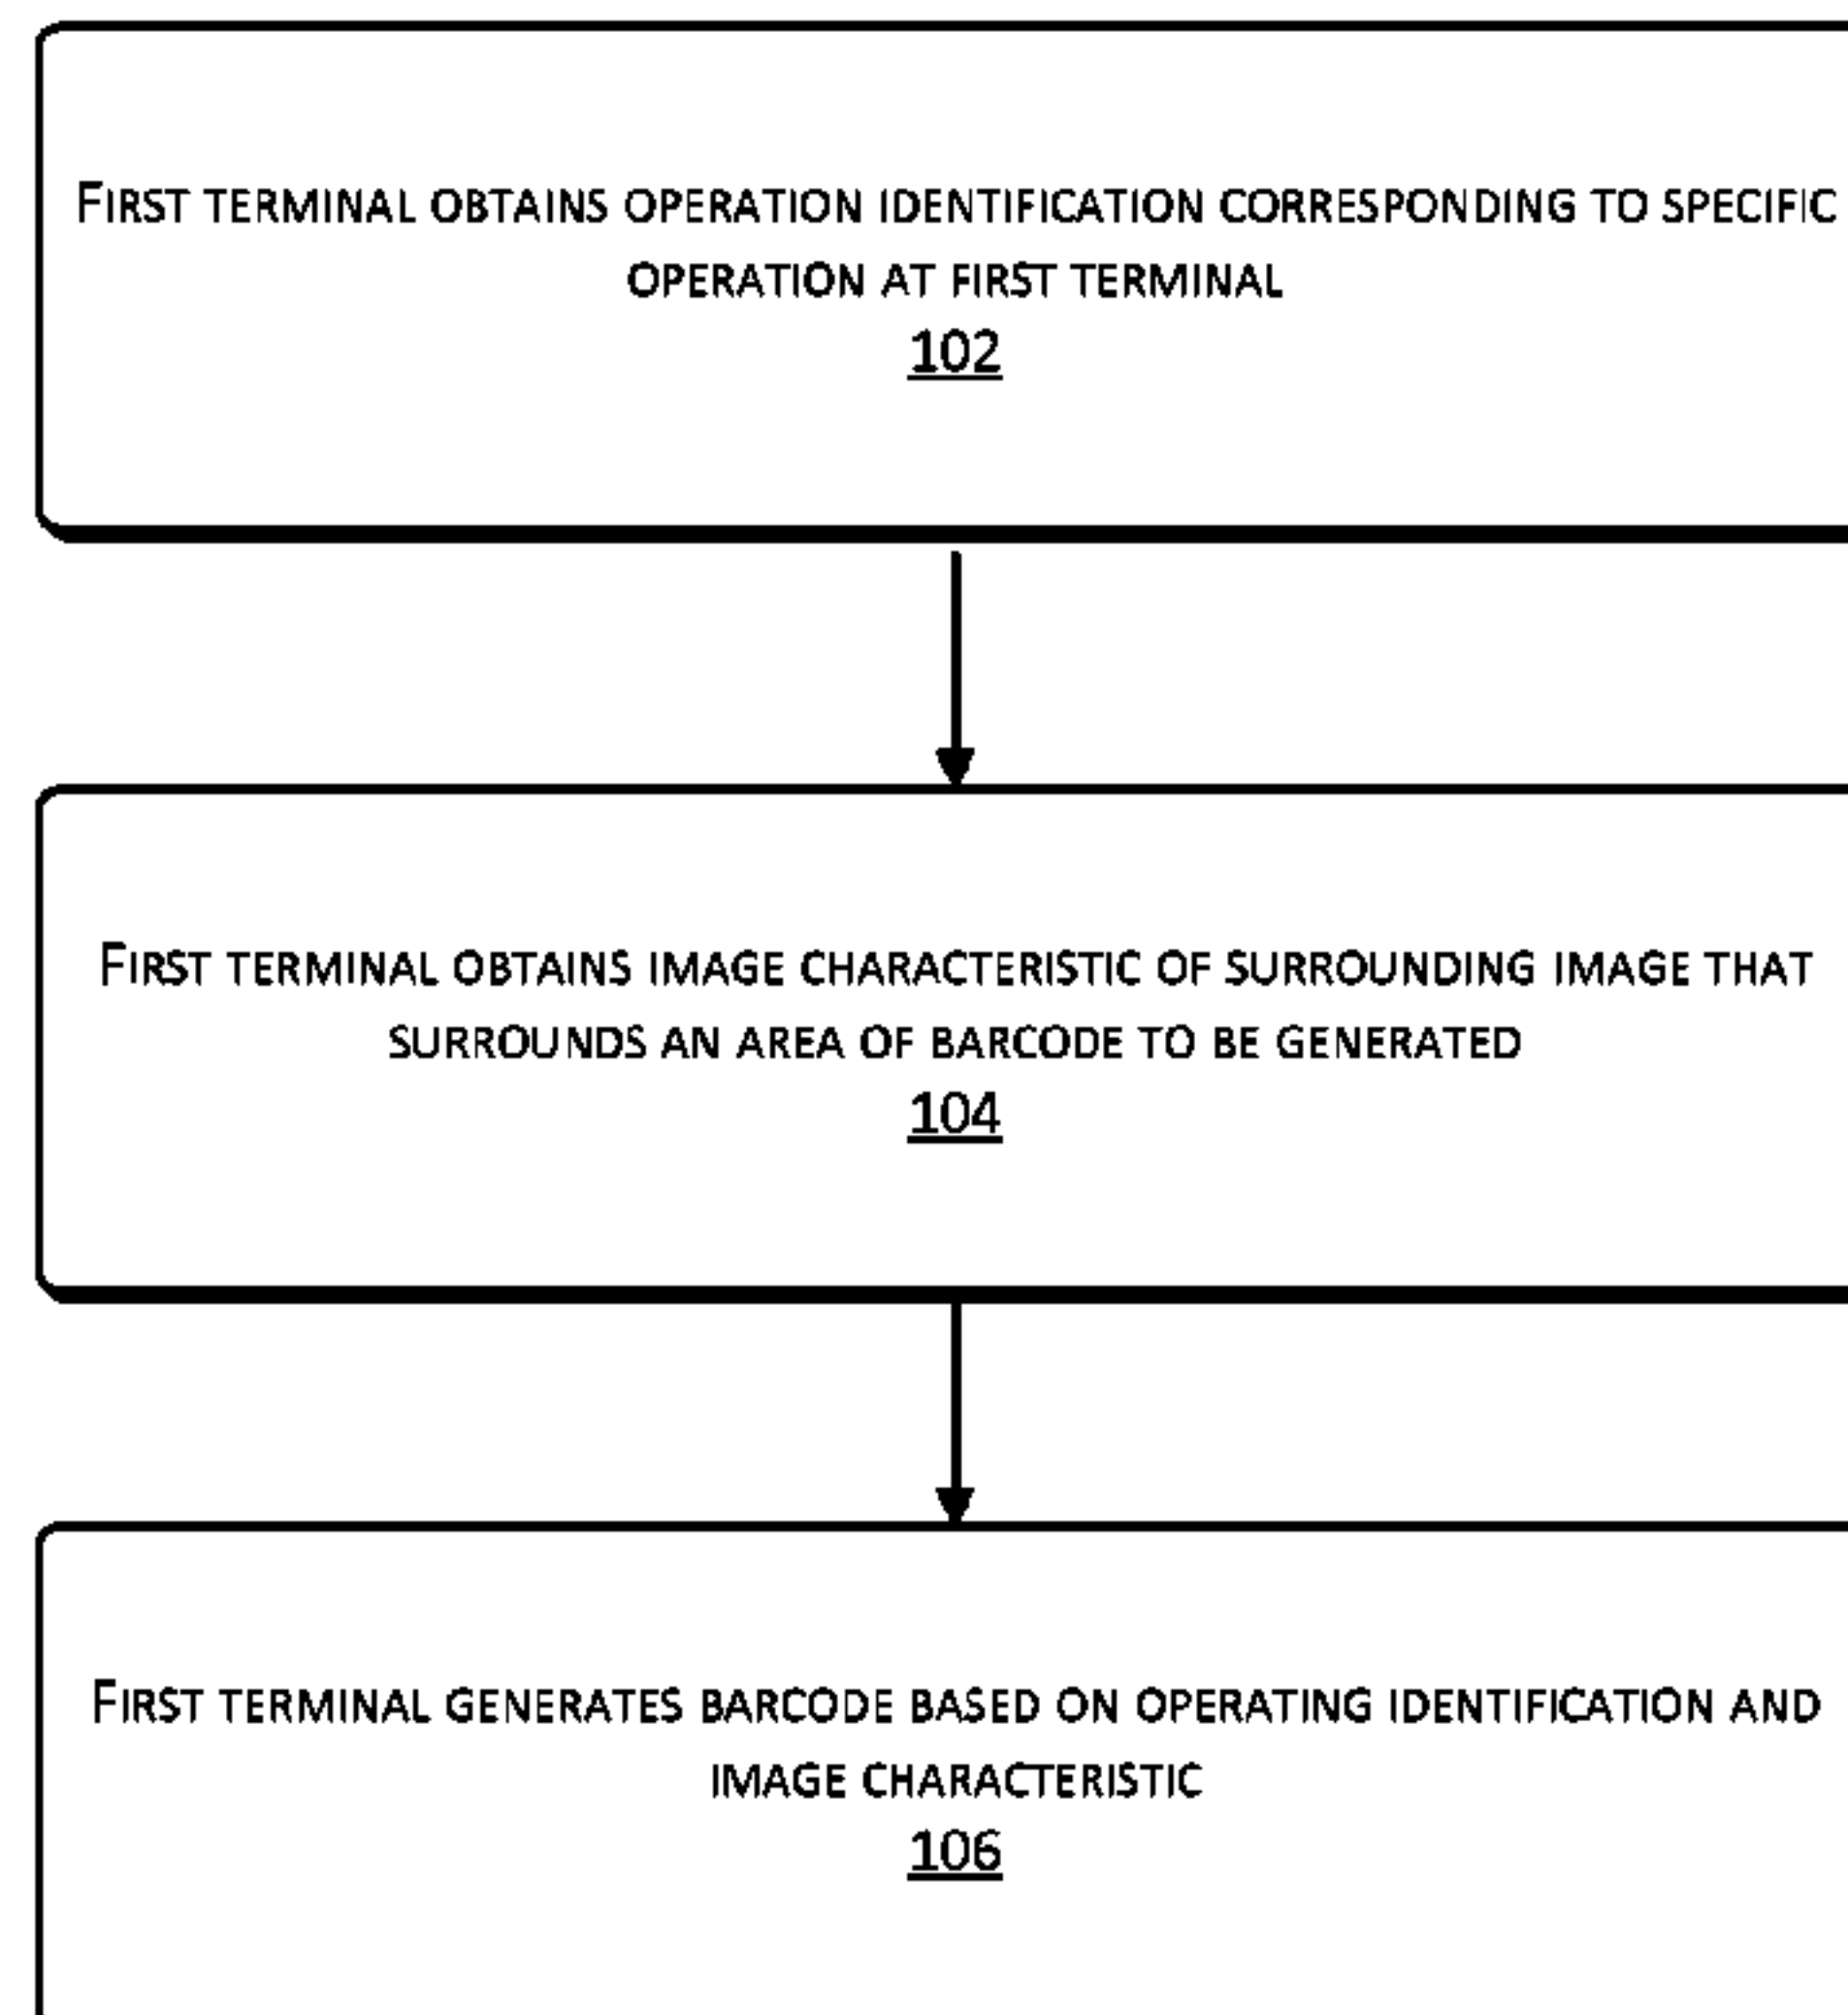 First terminal obtains operation identification corresponding to specific
operation at first terminal
102
First terminal obtains image characteristic of surrounding image that
surrounds an area of barcode to be generated
104
First terminal generates barcode based on operating identification and
image characteristic
106